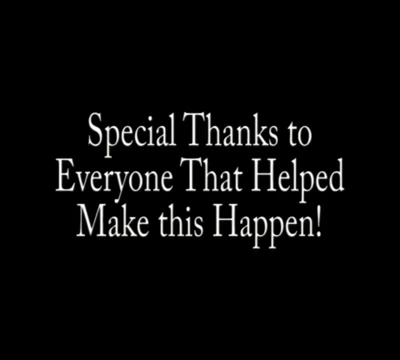 Special Thanks to
Everyone That Helped
Make this Happen!